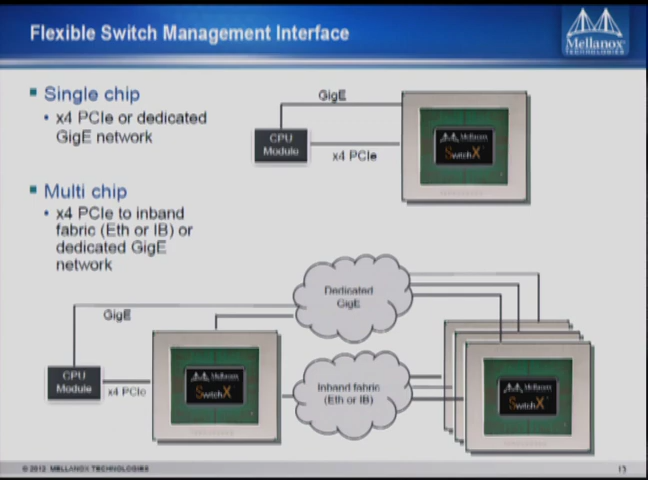 Flexible Switch Management Interface
Mellanox
TECHNOLOGIES
Single chip
• x4 PCIe or dedicated
GigE network
GigE
CPU
Module
x4 PCIe
Mellanox
SwitchX
Multi chip
• x4 PCIe to inband
fabric (Eth or IB) or
dedicated GigE
network
Dedicated
GigE
GigE
CPU
Module
x4 PCIe
Mellanox
SwitchX
Inband fabric
(Eth or IB)
Mellanox
SwitchX
© 2012 MELLANOX TECHNOLOGIES
13